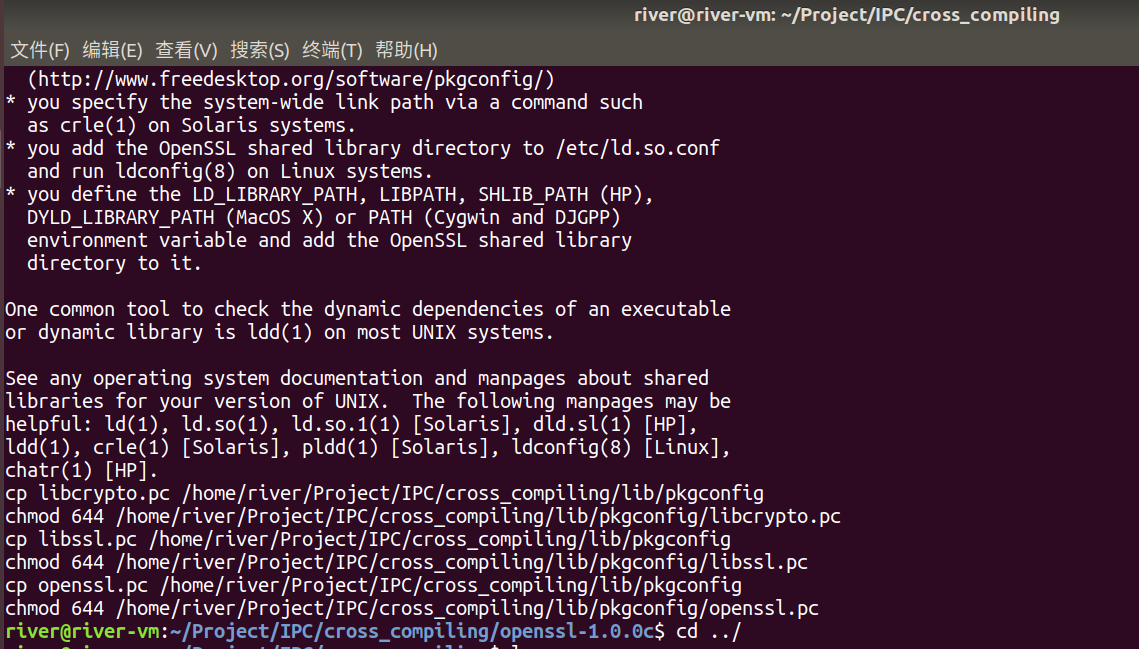 river@river-vm: ~/Project/IPC/cross_compiling
文件(F) 编辑(E) 查看(V) 搜索(S) 终端(T) 帮助(H)
(http://www.freedesktop.org/software/pkgconfig/)
* you specify the system-wide link path via a command such
as crle(1) on Solaris systems.
* you add the OpenSSL shared library directory to /etc/ld.so.conf
and run ldconfig(8) on Linux systems.
* you define the LD_LIBRARY_PATH, LIBPATH, SHLIB_PATH (HP),
DYLD_LIBRARY_PATH (MacOS X) or PATH (Cygwin and DJGPP)
environment variable and add the OpenSSL shared library
directory to it.
One common tool to check the dynamic dependencies of an executable
or dynamic library is ldd(1) on most UNIX systems.
See any operating system documentation and manpages about shared
libraries for your version of UNIX.  The following manpages may be
helpful: ld(1), ld.so(1), ld.so.1(1) [Solaris], dld.sl(1) [HP],
ldd(1), crle(1) [Solaris], pldd(1) [Solaris], ldconfig(8) [Linux],
chatr(1) [HP].
cp libcrypto.pc /home/river/Project/IPC/cross_compiling/lib/pkgconfig
chmod 644 /home/river/Project/IPC/cross_compiling/lib/pkgconfig/libcrypto.pc
cp libssl.pc /home/river/Project/IPC/cross_compiling/lib/pkgconfig
chmod 644 /home/river/Project/IPC/cross_compiling/lib/pkgconfig/libssl.pc
cp openssl.pc /home/river/Project/IPC/cross_compiling/lib/pkgconfig
chmod 644 /home/river/Project/IPC/cross_compiling/lib/pkgconfig/openssl.pc
river@river-vm:~/Project/IPC/cross_compiling/openssl-1.0.0c$ cd ../